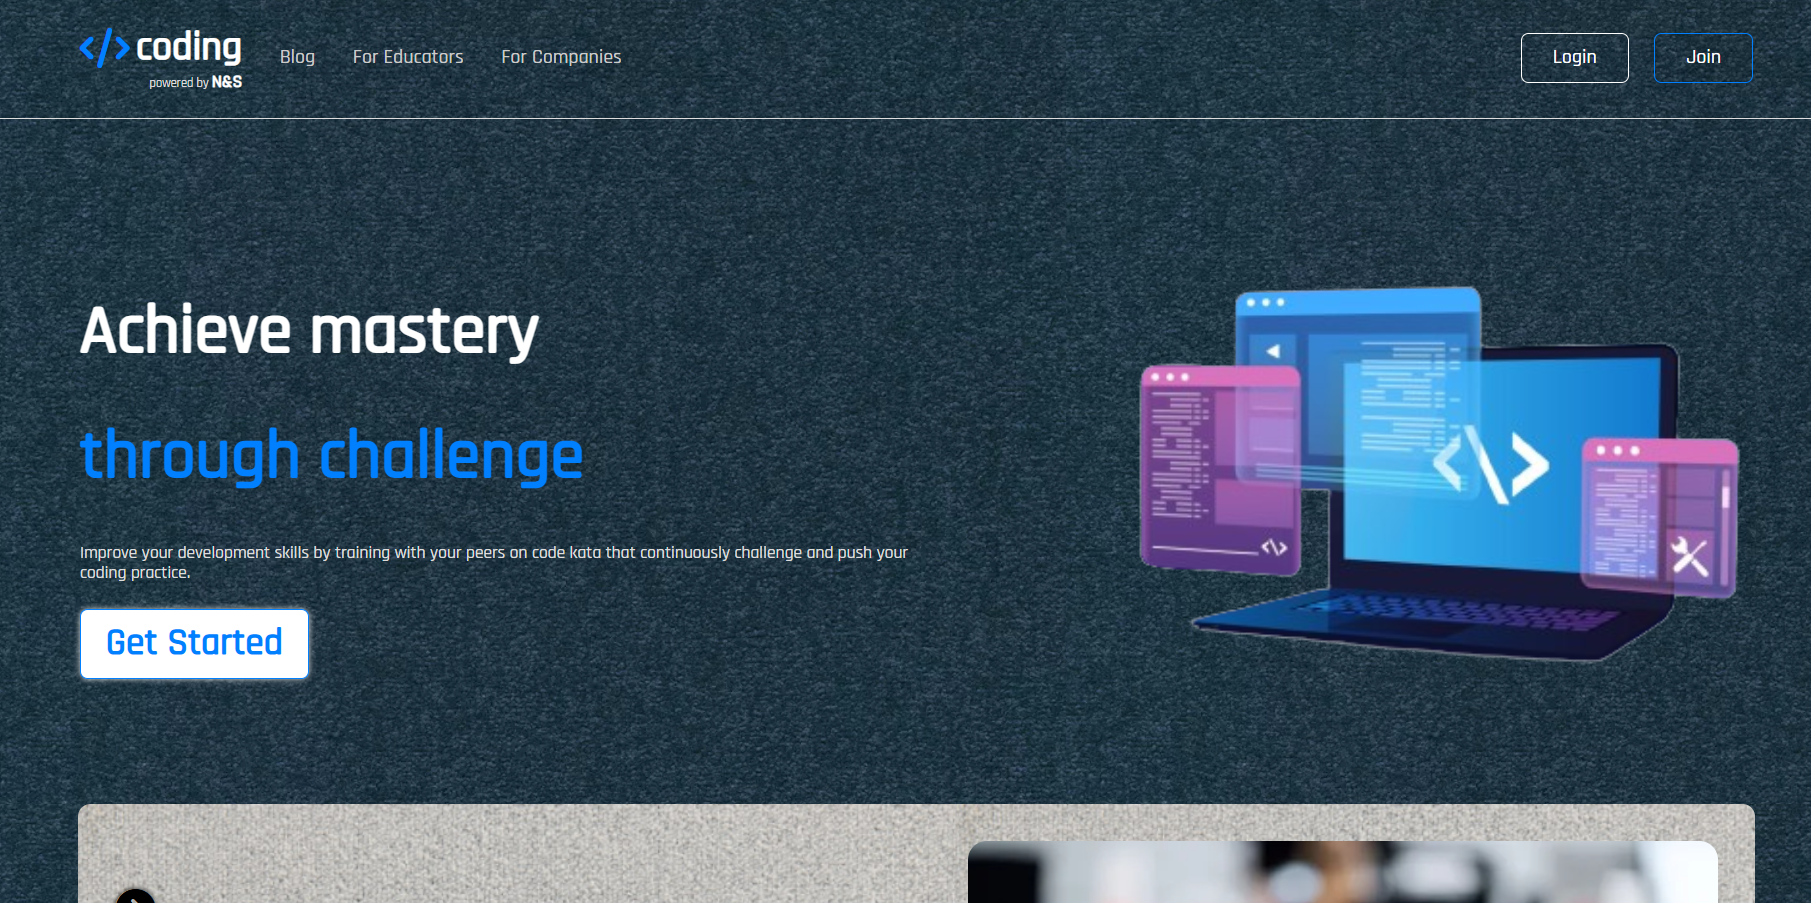 </> coding
powered by N&S
Blog
For Educators
For Companies
Login
Join
Achieve mastery
through challenge
Improve your development skills by training with your peers on code kata that continuously challenge and push your
coding practice.
Get Started
<\>
</>